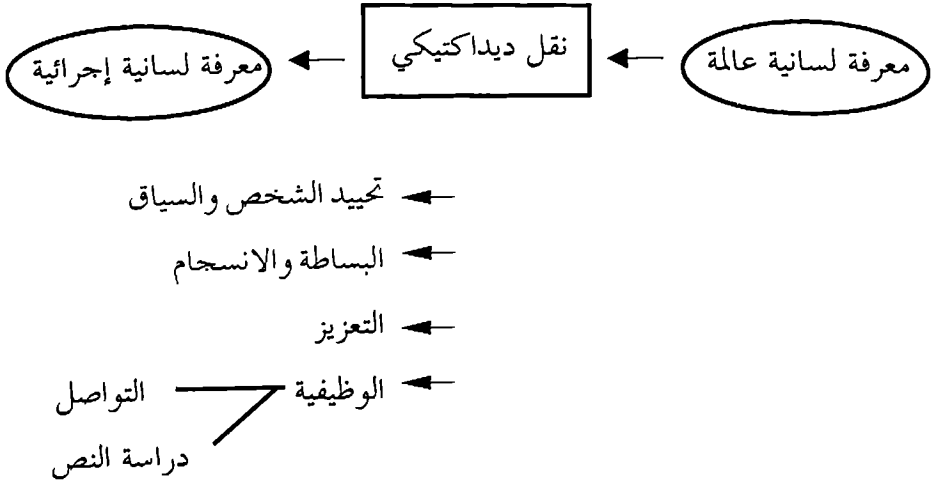 معرفة لسانية عالمة
نقل ديداكتيكي
معرفة لسانية إجرائية
تحييد الشخص والسياق
البساطة والانسجام
التعزيز
الوظيفية
التواصل
دراسة النص